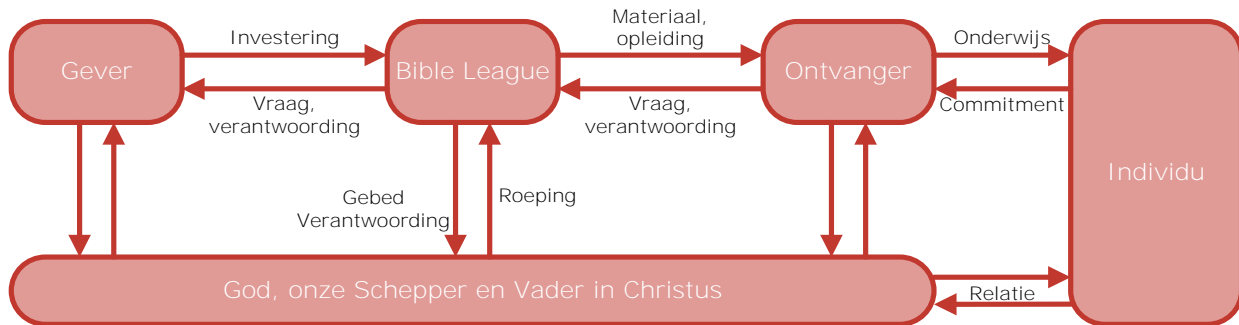 Gever
Investering
Vraag,
verantwoording
Bible League
Materiaal,
opleiding
Vraag,
verantwoording
Ontvanger
Onderwijs
Commitment
Individu
Gebed
Verantwoording
Roeping
God, onze Schepper en Vader in Christus
Relatie